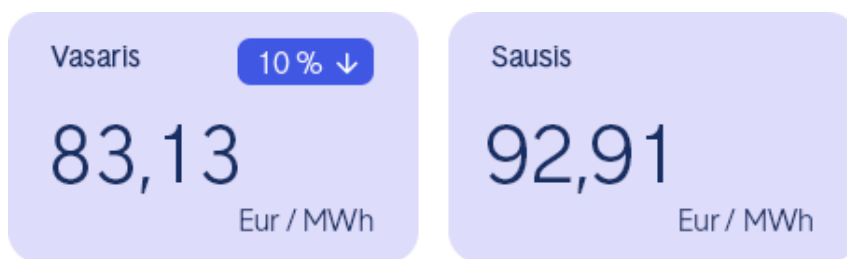 Vasaris
10 % ↓
83,13
Eur / MWh
Sausis
92,91
Eur / MWh